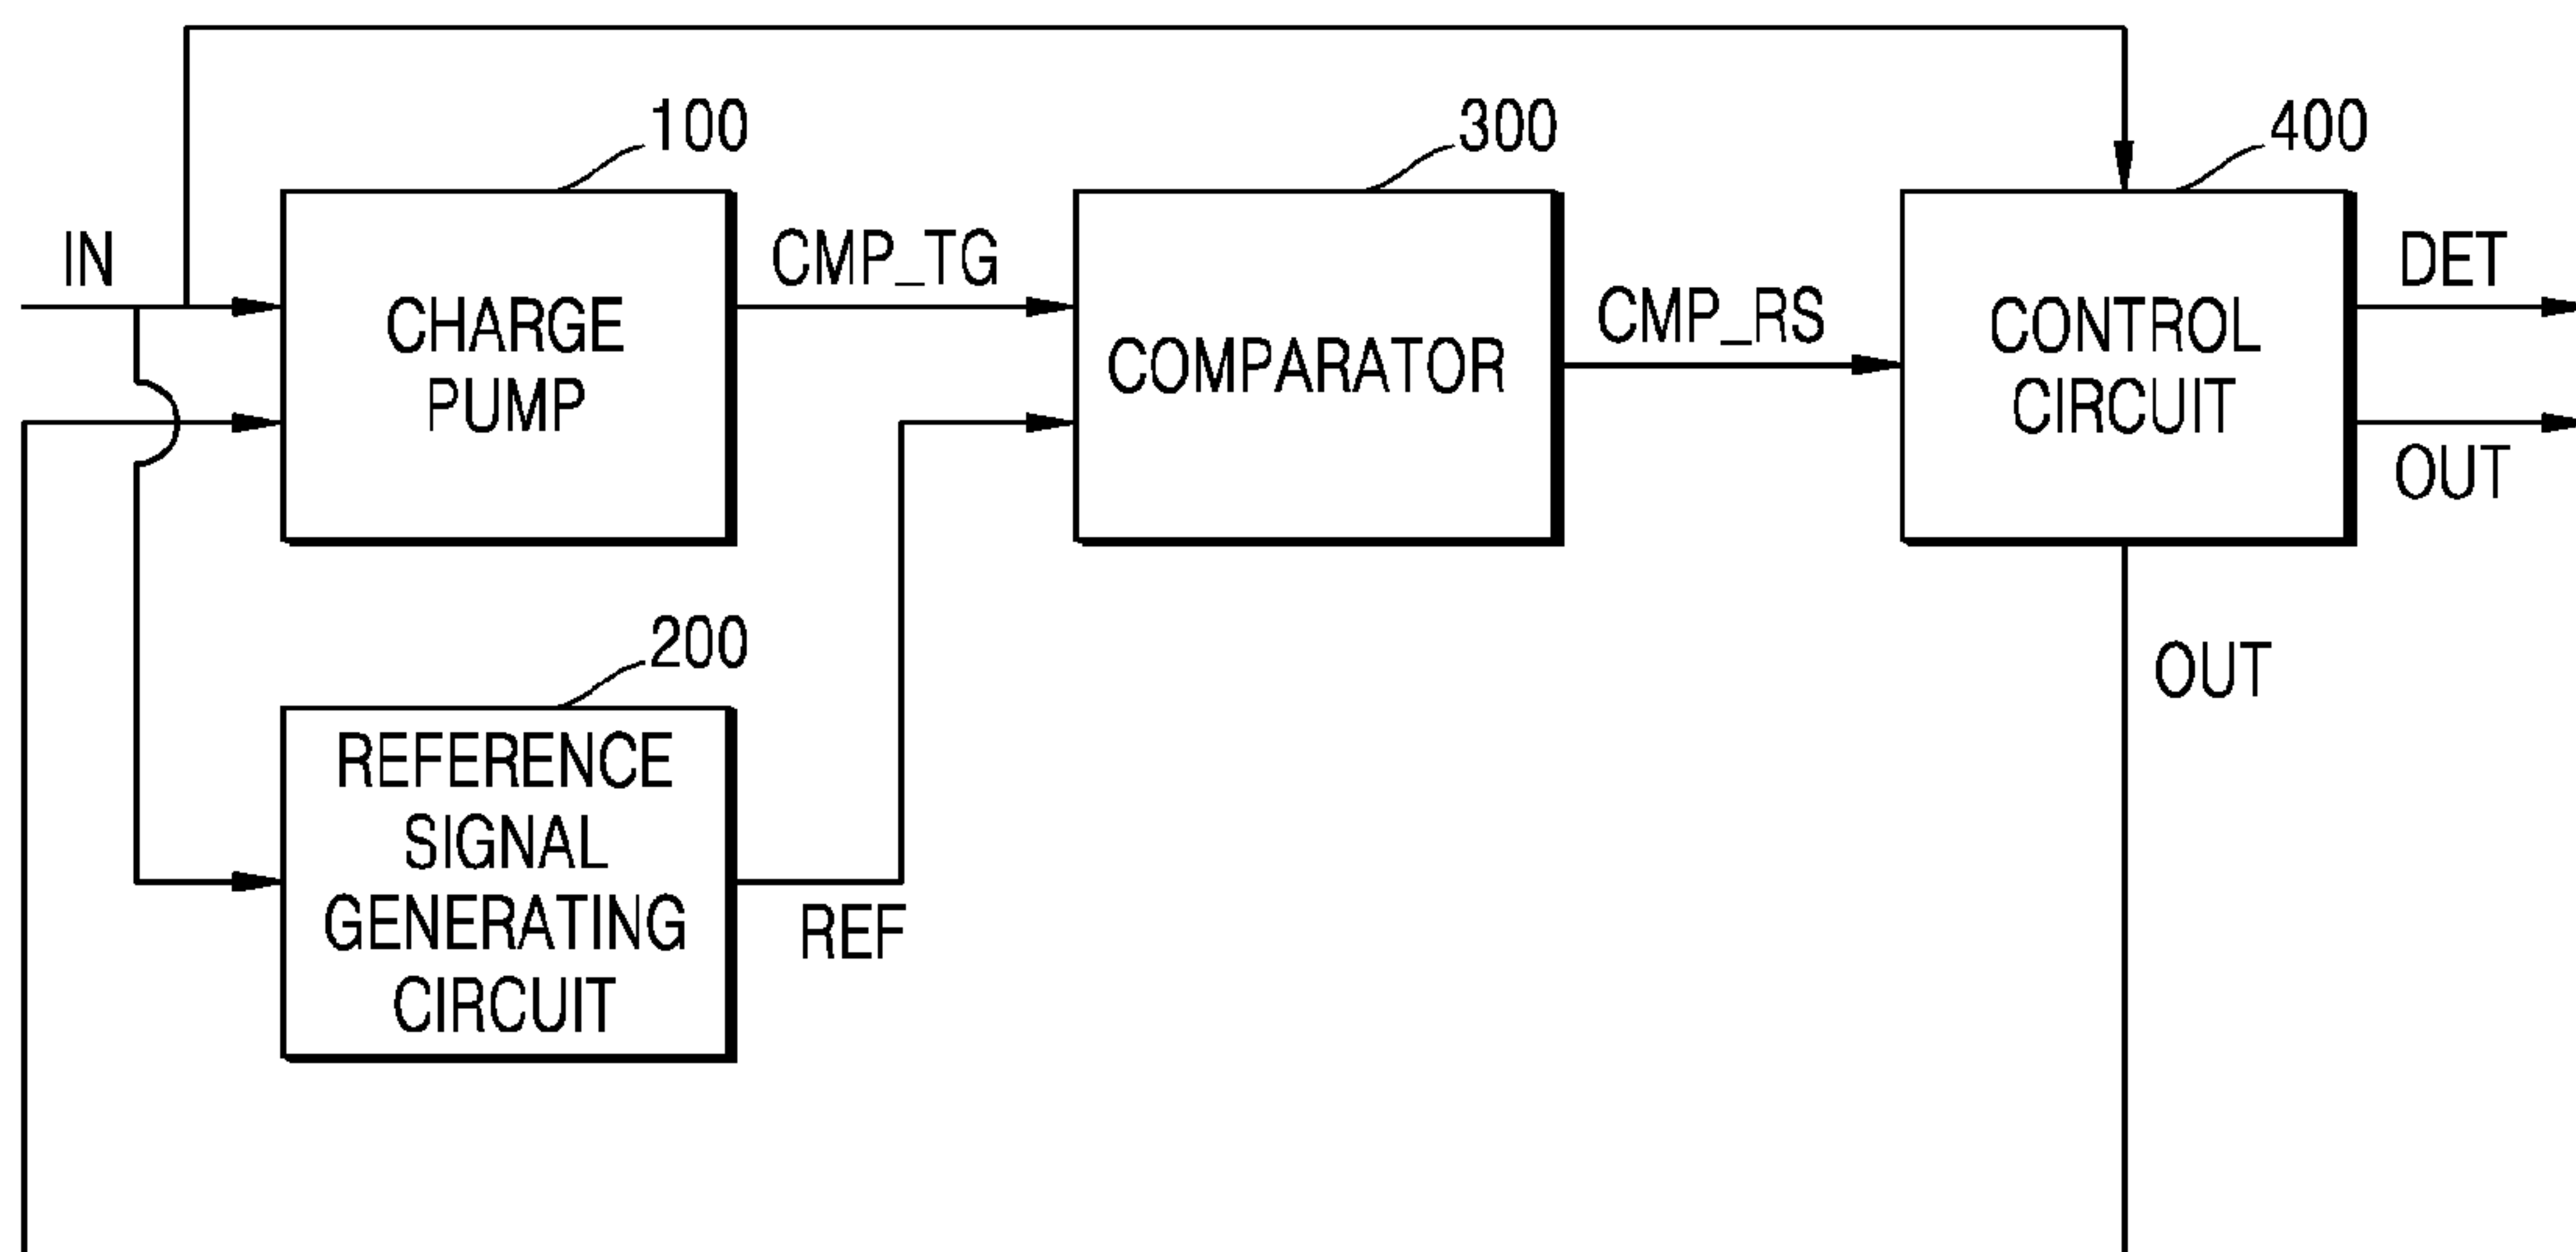 100
300
400
IN
CMP_TG
DET
CMP_RS
CHARGE
PUMP
COMPARATOR
CONTROL
CIRCUIT
OUT
200
OUT
REFERENCE
SIGNAL
GENERATING
CIRCUIT
REF